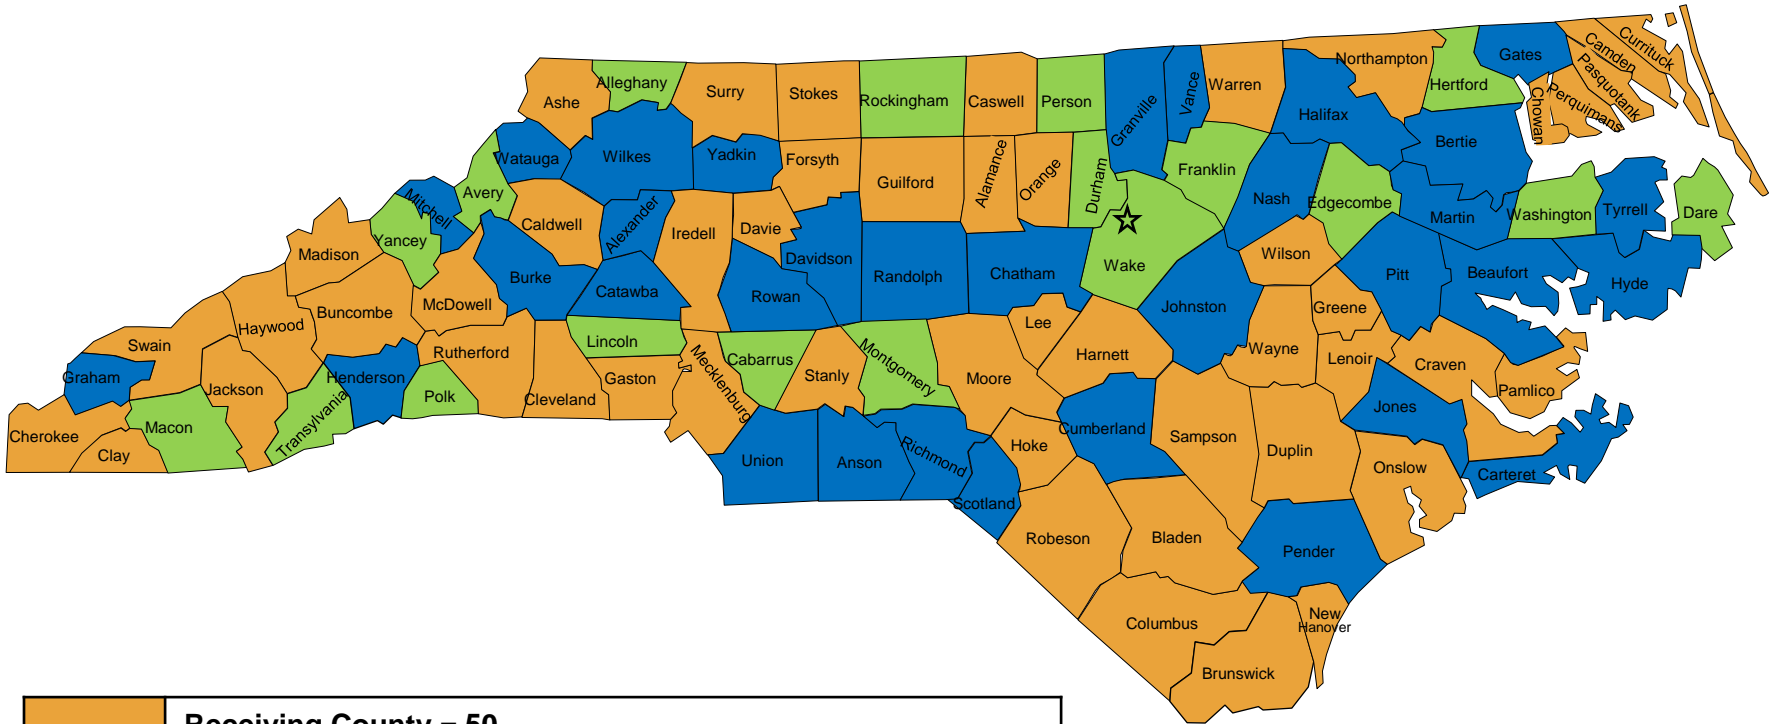 Ashe
Alleghany
Surry
Stokes
Rockingham
Caswell
Person
Granville
Vance
Warren
Northampton
Halifax
Hertford
Gates
Chowan
Perquimans
Pasquotank
Camden
Currituck
Watauga
Wilkes
Yadkin
Forsyth
Guilford
Alamance
Orange
Durham
Franklin
Nash
Edgecombe
Bertie
Martin
Washington
Tyrrell
Dare
Mitchell
Avery
Caldwell
Alexander
Iredell
Davie
Davidson
Randolph
Chatham
Wake
Wilson
Pitt
Beaufort
Hyde
Madison
Yancey
Burke
Catawba
Rowan
Johnston
Greene
Swain
Haywood
Buncombe
McDowell
Lincoln
Cabarrus
Montgomery
Lee
Harnett
Wayne
Lenoir
Craven
Pamlico
Graham
Jackson
Henderson
Polk
Rutherford
Cleveland
Gaston
Mecklenburg
Stanly
Moore
Jones
Cherokee
Clay
Macon
Transylvania
Union
Anson
Richmond
Scotland
Hoke
Cumberland
Sampson
Duplin
Onslow
Carteret
Robeson
Bladen
Pender
Columbus
Brunswick
New
Hanover
Receiving County = 50